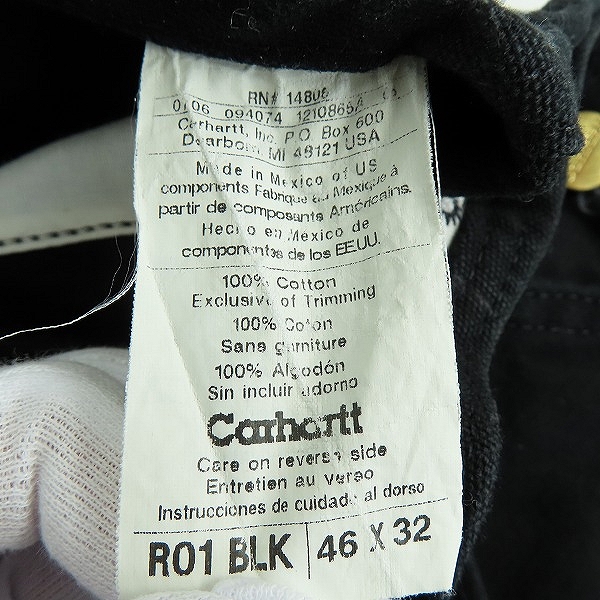 RN# 14806
0106 094074 1210865A
Carhartt, Inc. P.O. Box 600
Dearborn, MI 48121 USA
Made in Mexico of US
components Fabriqué au Mexique à
partir de composants Américains.
Hecho en México de
componentes de los EE.UU.
100% Cotton
Exclusive of Trimming
100% Coton
Sans garniture
100% Algodón
Sin incluir adorno
Carhartt
Care on reverse side
Entretien au verso
Instrucciones de cuidado al dorso
R01 BLK 46 X 32